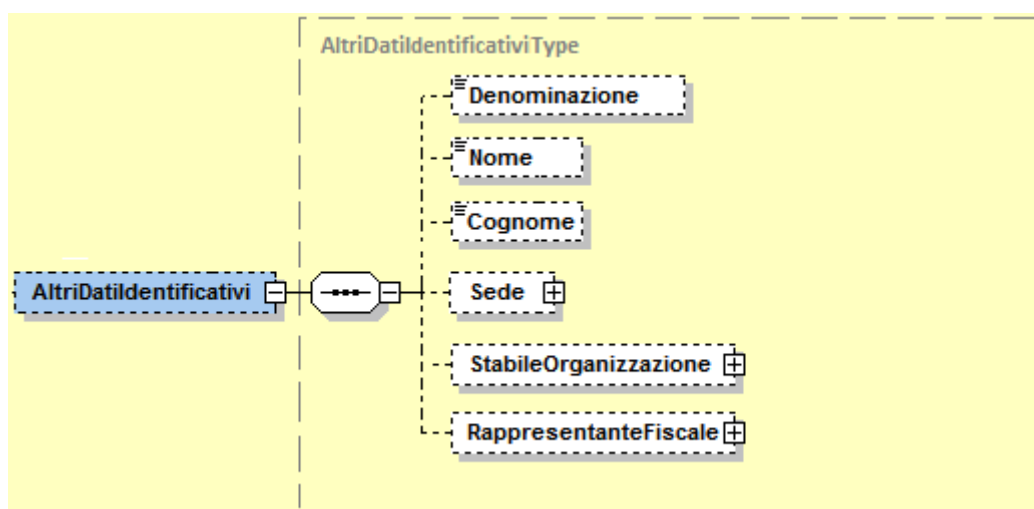 AltriDatiIdentificativiType
Denominazione
Nome
Cognome
AltriDatiIdentificativi
Sede
StabileOrganizzazione
RappresentanteFiscale